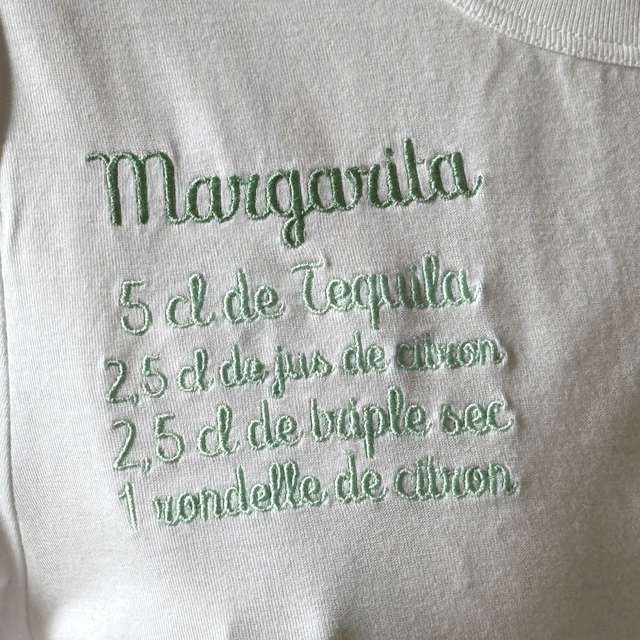 Margarita
5 cl de Tequila
2,5 cl de jus de citron
2,5 cl de triple sec
1 rondelle de citron